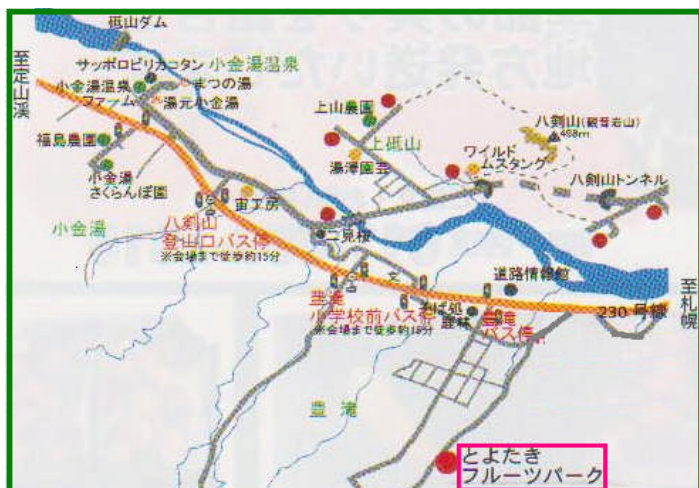 砥山ダム
サッポロピリカコタン
小金湯温泉
至定山渓
小金湯温泉
ファーム
まつの湯
湯元小金湯
福島農園
小金湯
さくらんぼ園
上山農園
上砥山
湯澤園芸
八剣山(観音岩山)
498m
ワイルド
ムスタング
八剣山トンネル
宙工房
小金湯
八剣山
登山口バス停
※会場まで徒歩約15分
二見桜
道路情報館
至札幌
豊滝
小学校前バス停
※会場まで徒歩約15分
そば処
豊滝
バス停
230号線
豊滝
とよたき
フルーツパーク